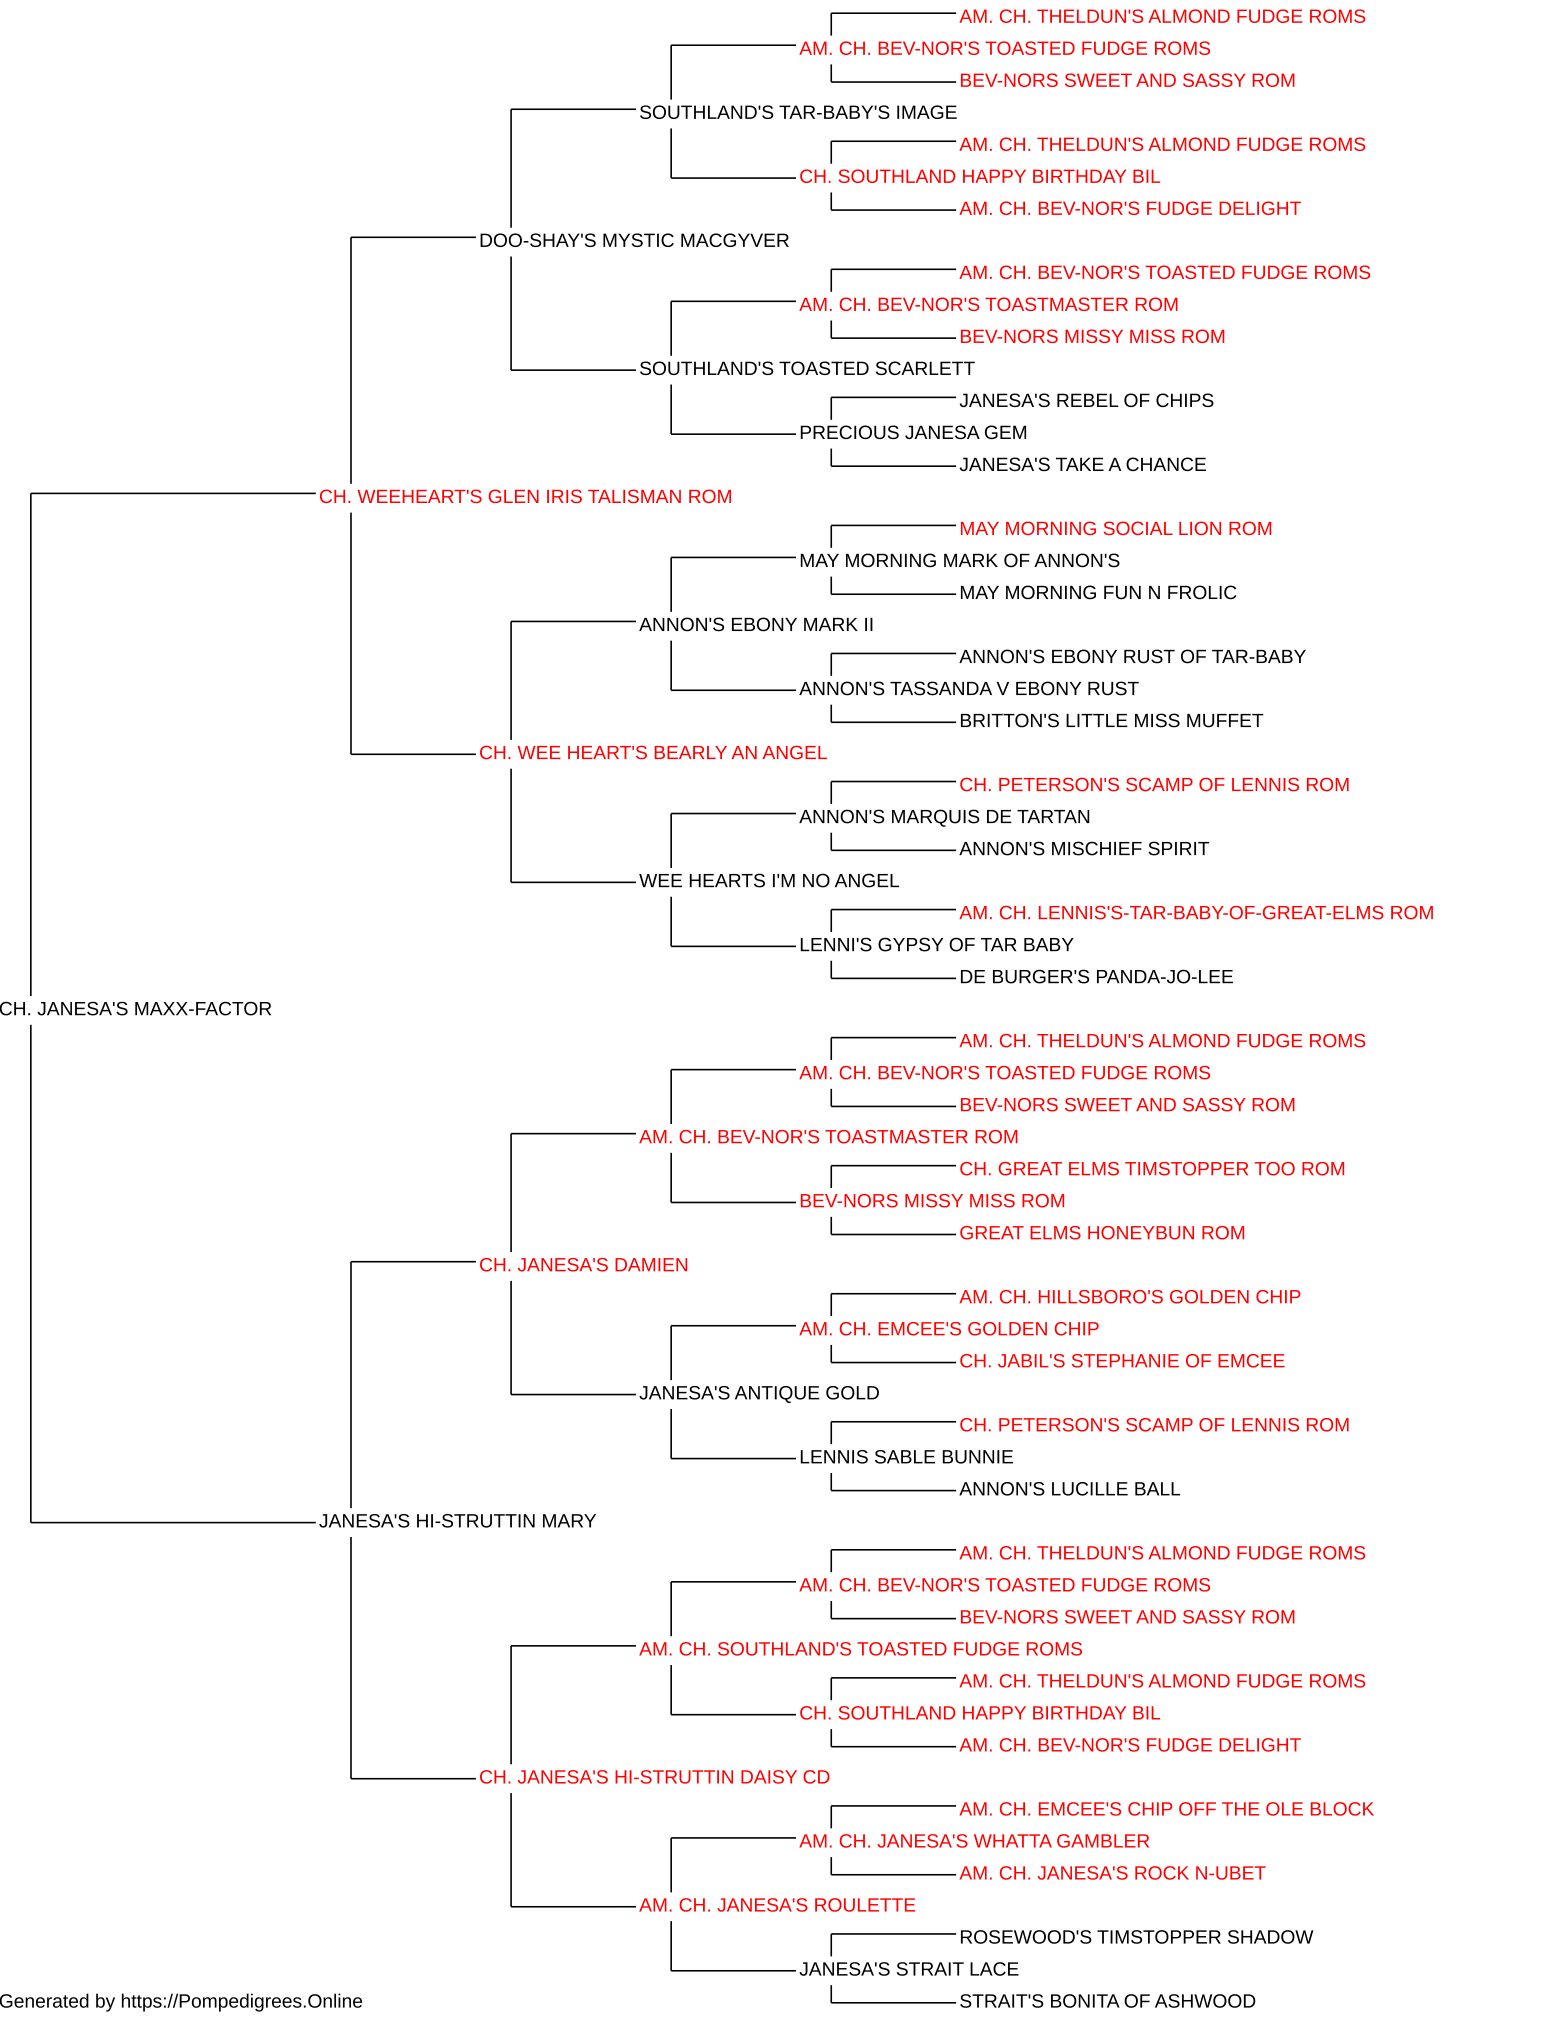 AM. CH. THELDUN'S ALMOND FUDGE ROMS
AM. CH. BEV-NOR'S TOASTED FUDGE ROMS
BEV-NORS SWEET AND SASSY ROM
SOUTHLAND'S TAR-BABY'S IMAGE
AM. CH. THELDUN'S ALMOND FUDGE ROMS
CH. SOUTHLAND HAPPY BIRTHDAY BIL
AM. CH. BEV-NOR'S FUDGE DELIGHT
DOO-SHAY'S MYSTIC MACGYVER
AM. CH. BEV-NOR'S TOASTED FUDGE ROMS
AM. CH. BEV-NOR'S TOASTMASTER ROM
BEV-NORS MISSY MISS ROM
SOUTHLAND'S TOASTED SCARLETT
JANESA'S REBEL OF CHIPS
PRECIOUS JANESA GEM
JANESA'S TAKE A CHANCE
CH. WEEHEART'S GLEN IRIS TALISMAN ROM
MAY MORNING SOCIAL LION ROM
MAY MORNING MARK OF ANNON'S
MAY MORNING FUN N FROLIC
ANNON'S EBONY MARK II
ANNON'S EBONY RUST OF TAR-BABY
ANNON'S TASSANDA V EBONY RUST
BRITTON'S LITTLE MISS MUFFET
CH. WEE HEART'S BEARLY AN ANGEL
CH. PETERSON'S SCAMP OF LENNIS ROM
ANNON'S MARQUIS DE TARTAN
ANNON'S MISCHIEF SPIRIT
WEE HEARTS I'M NO ANGEL
AM. CH. LENNIS'S-TAR-BABY-OF-GREAT-ELMS ROM
LENNI'S GYPSY OF TAR BABY
DE BURGER'S PANDA-JO-LEE
CH. JANESA'S MAXX-FACTOR
AM. CH. THELDUN'S ALMOND FUDGE ROMS
AM. CH. BEV-NOR'S TOASTED FUDGE ROMS
BEV-NORS SWEET AND SASSY ROM
AM. CH. BEV-NOR'S TOASTMASTER ROM
CH. GREAT ELMS TIMSTOPPER TOO ROM
BEV-NORS MISSY MISS ROM
GREAT ELMS HONEYBUN ROM
CH. JANESA'S DAMIEN
AM. CH. HILLSBORO'S GOLDEN CHIP
AM. CH. EMCEE'S GOLDEN CHIP
CH. JABIL'S STEPHANIE OF EMCEE
JANESA'S ANTIQUE GOLD
CH. PETERSON'S SCAMP OF LENNIS ROM
LENNIS SABLE BUNNIE
ANNON'S LUCILLE BALL
JANESA'S HI-STRUTTIN MARY
AM. CH. THELDUN'S ALMOND FUDGE ROMS
AM. CH. BEV-NOR'S TOASTED FUDGE ROMS
BEV-NORS SWEET AND SASSY ROM
AM. CH. SOUTHLAND'S TOASTED FUDGE ROMS
AM. CH. THELDUN'S ALMOND FUDGE ROMS
CH. SOUTHLAND HAPPY BIRTHDAY BIL
AM. CH. BEV-NOR'S FUDGE DELIGHT
CH. JANESA'S HI-STRUTTIN DAISY CD
AM. CH. EMCEE'S CHIP OFF THE OLE BLOCK
AM. CH. JANESA'S WHATTA GAMBLER
AM. CH. JANESA'S ROCK N-UBET
AM. CH. JANESA'S ROULETTE
ROSEWOOD'S TIMSTOPPER SHADOW
JANESA'S STRAIT LACE
STRAIT'S BONITA OF ASHWOOD
Generated by https://Pompedigrees.Online